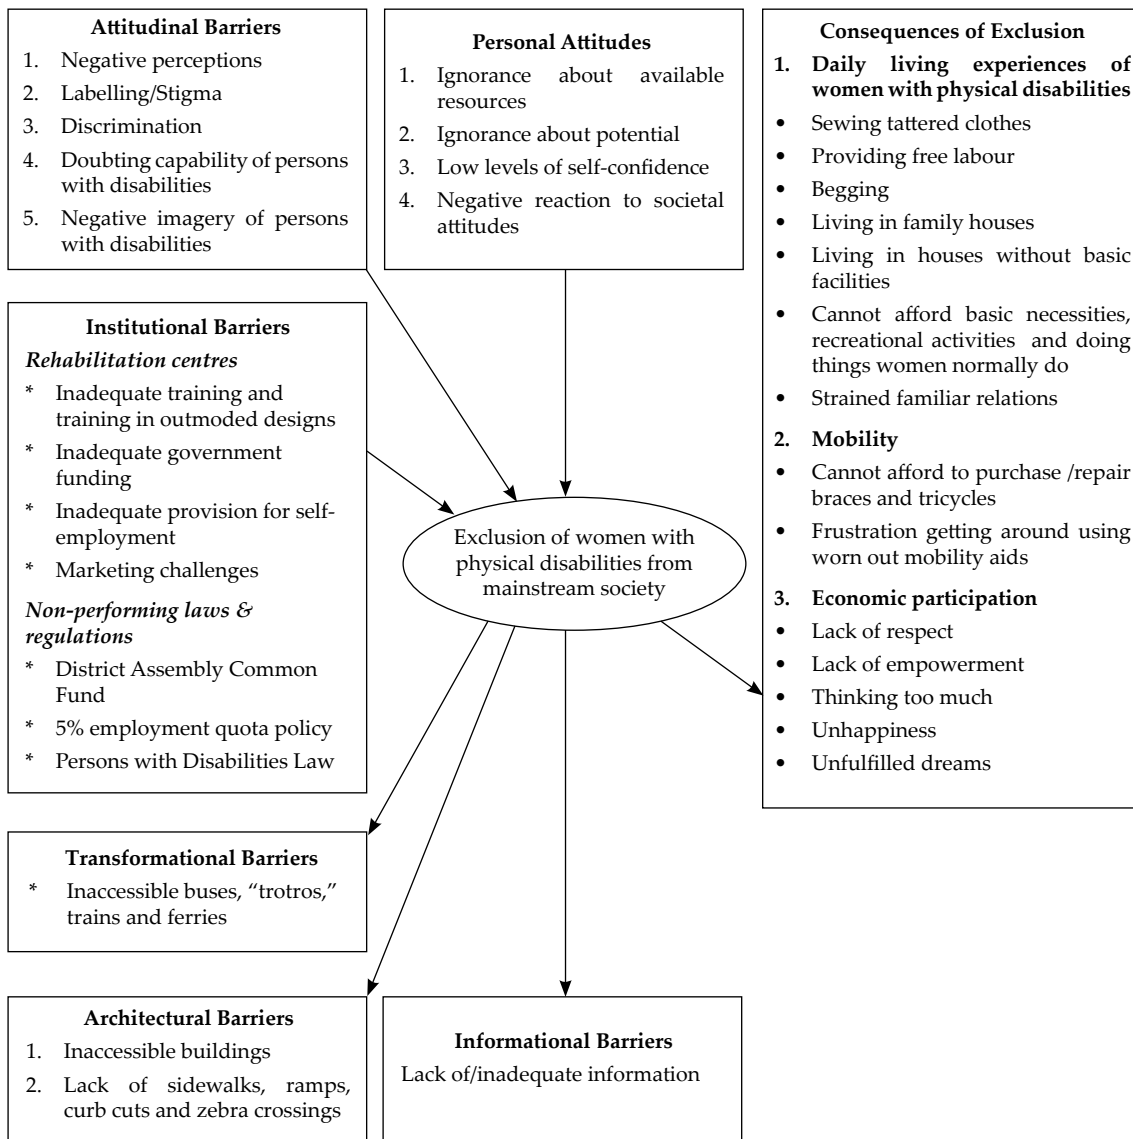 Attitudinal Barriers
1. Negative perceptions
2. Labelling/Stigma
3. Discrimination
4. Doubting capability of persons
with disabilities
5. Negative imagery of persons
with disabilities
Personal Attitudes
1. Ignorance about available
resources
2. Ignorance about potential
3. Low levels of self-confidence
4. Negative reaction to societal
attitudes
Consequences of Exclusion
1. Daily living experiences of
women with physical disabilities
• Sewing tattered clothes
• Providing free labour
• Begging
• Living in family houses
• Living in houses without basic
facilities
• Cannot afford basic necessities,
recreational activities and doing
things women normally do
• Strained familiar relations
2. Mobility
• Cannot afford to purchase /repair
braces and tricycles
• Frustration getting around using
worn out mobility aids
3. Economic participation
• Lack of respect
• Lack of empowerment
• Thinking too much
• Unhappiness
• Unfulfilled dreams
Institutional Barriers
Rehabilitation centres
* Inadequate training and
training in outmoded designs
* Inadequate government
funding
* Inadequate provision for self-
employment
* Marketing challenges
Non-performing laws &
regulations
* District Assembly Common
Fund
* 5% employment quota policy
* Persons with Disabilities Law
Exclusion of women with
physical disabilities from
mainstream society
Transformational Barriers
* Inaccessible buses, “trotros,”
trains and ferries
Architectural Barriers
1. Inaccessible buildings
2. Lack of sidewalks, ramps,
curb cuts and zebra crossings
Informational Barriers
Lack of/inadequate information